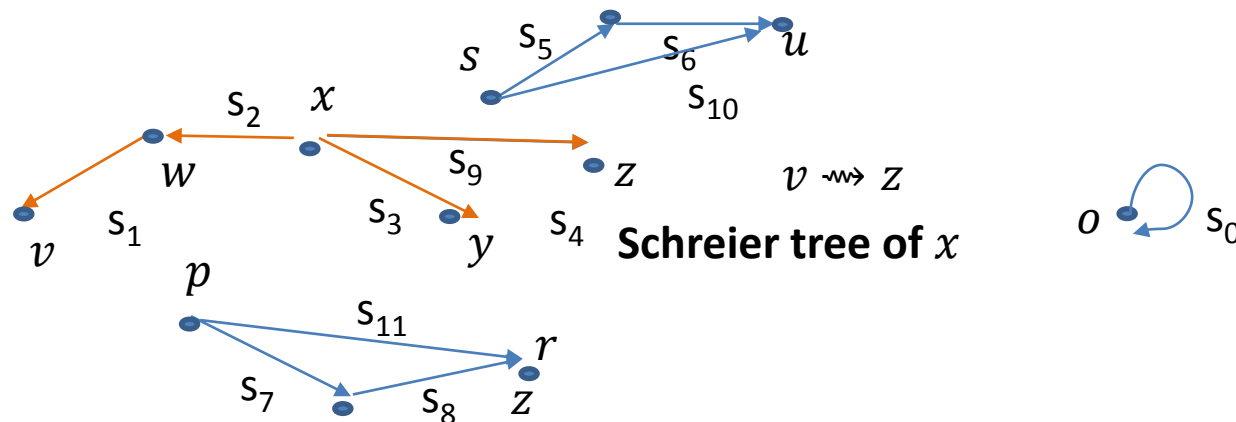 s₅
s
s₆
u
s₁₀
s₂
x
w
s₉
z
v ⇝ z
s₃
s₁
v
y
s₄
Schreier tree of x
o
s₀
p
s₁₁
r
s₇
s₈
z